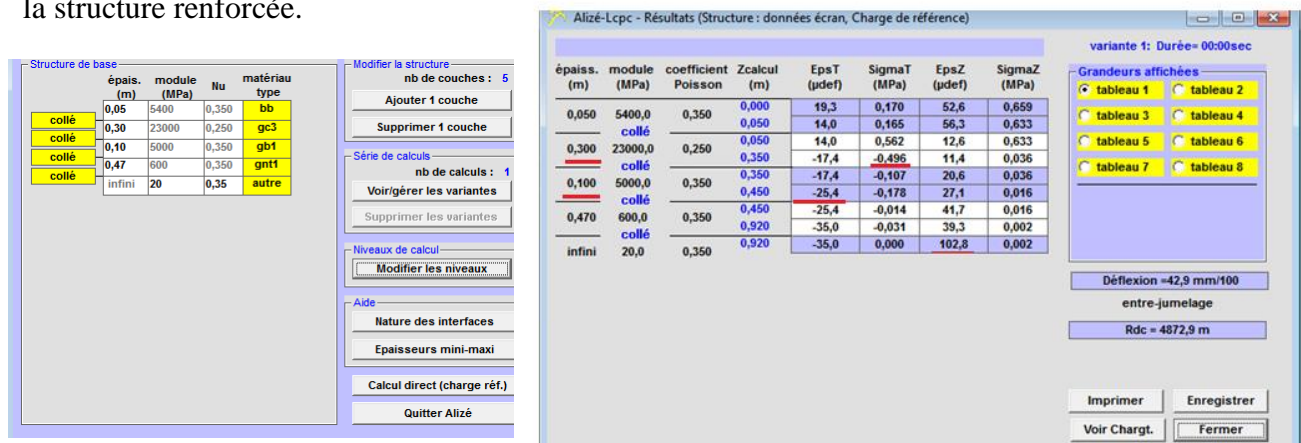 la structure renforcée.
Structure de base
épais. module Nu matériau
(m) (MPa) type
0,05 5400 0,350 bb
collé
0,30 23000 0,250 gc3
collé
0,10 5000 0,350 gb1
collé
0,47 600 0,350 gnt1
collé
infini 20 0,35 autre
Modifier la structure
nb de couches : 5
Ajouter 1 couche
Supprimer 1 couche
Série de calculs
nb de calculs : 1
Voir/gérer les variantes
Supprimer les variantes
Niveaux de calcul
Modifier les niveaux
Aide
Nature des interfaces
Epaisseurs mini-maxi
Calcul direct (charge réf.)
Quitter Alizé
Alizé-Lcpc - Résultats (Structure : données écran, Charge de référence)
variante 1: Durée= 00:00sec
épaiss. module coefficient Zcalcul EpsT SigmaT EpsZ SigmaZ
(m) (MPa) Poisson (m) (µdef) (MPa) (µdef) (MPa)
0,000 19,3 0,170 52,6 0,659
0,050 5400,0 0,350
0,050 14,0 0,165 56,3 0,633
collé
0,050 14,0 0,562 12,6 0,633
0,300 23000,0 0,250
0,350 -17,4 -0,496 11,4 0,036
collé
0,350 -17,4 -0,107 20,6 0,036
0,100 5000,0 0,350
0,450 -25,4 -0,178 27,1 0,016
collé
0,450 -25,4 -0,014 41,7 0,016
0,470 600,0 0,350
0,920 -35,0 -0,031 39,3 0,002
collé
0,920 -35,0 0,000 102,8 0,002
infini 20,0 0,350
Grandeurs affichées
tableau 1 tableau 2
tableau 3 tableau 4
tableau 5 tableau 6
tableau 7 tableau 8
Déflexion =42,9 mm/100
entre-jumelage
Rdc = 4872,9 m
Imprimer Enregistrer
Voir Chargt. Fermer